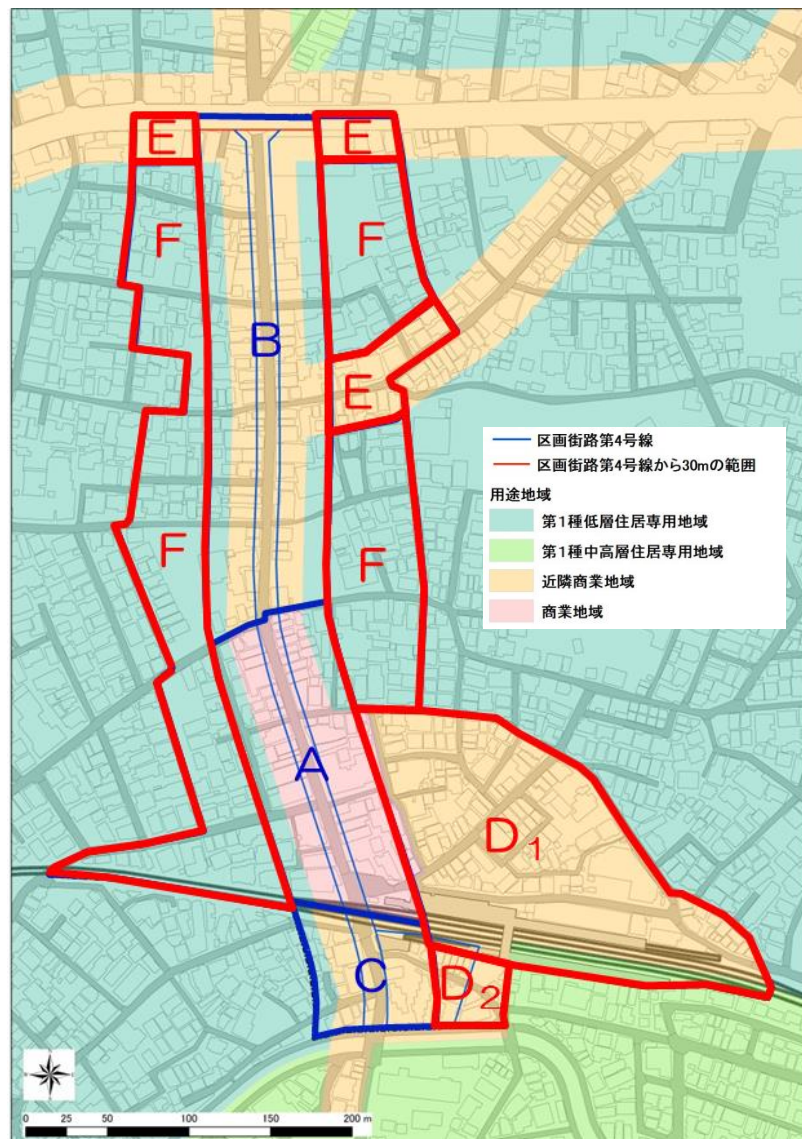 E
E
F
F
B
E
区画街路第4号線
区画街路第4号線から30mの範囲
用途地域
第1種低層住居専用地域
第1種中高層住居専用地域
近隣商業地域
商業地域
F
F
A
D1
C
D2
0 25 50 100 150 200 m